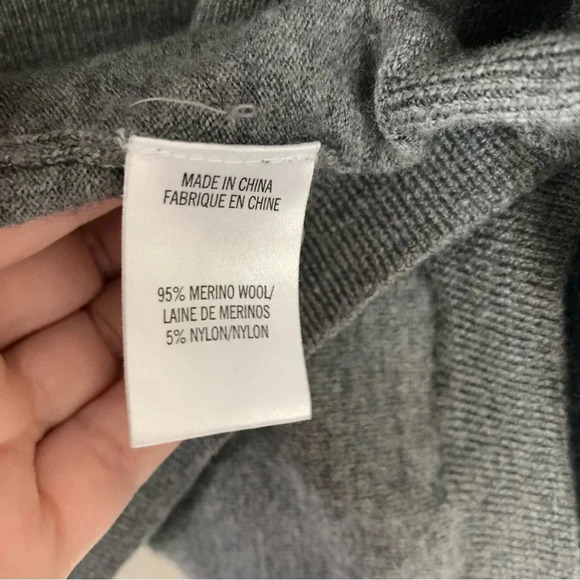 MADE IN CHINA
FABRIQUE EN CHINE
95% MERINO WOOL/
LAINE DE MERINOS
5% NYLON/NYLON